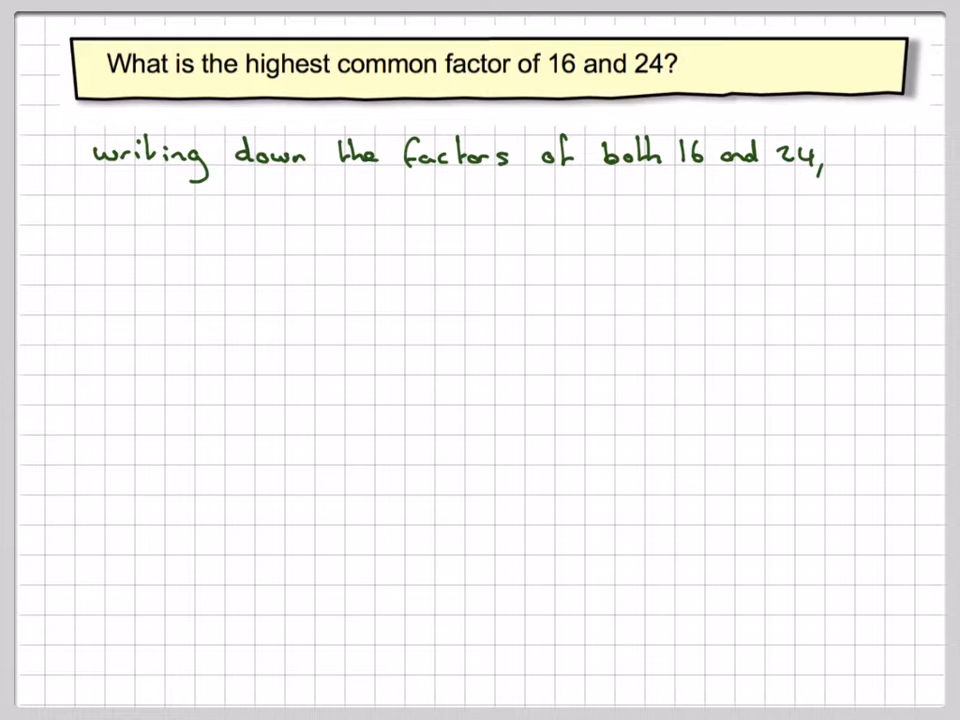 What is the highest common factor of 16 and 24?
writing down the factors of both 16 and 24,